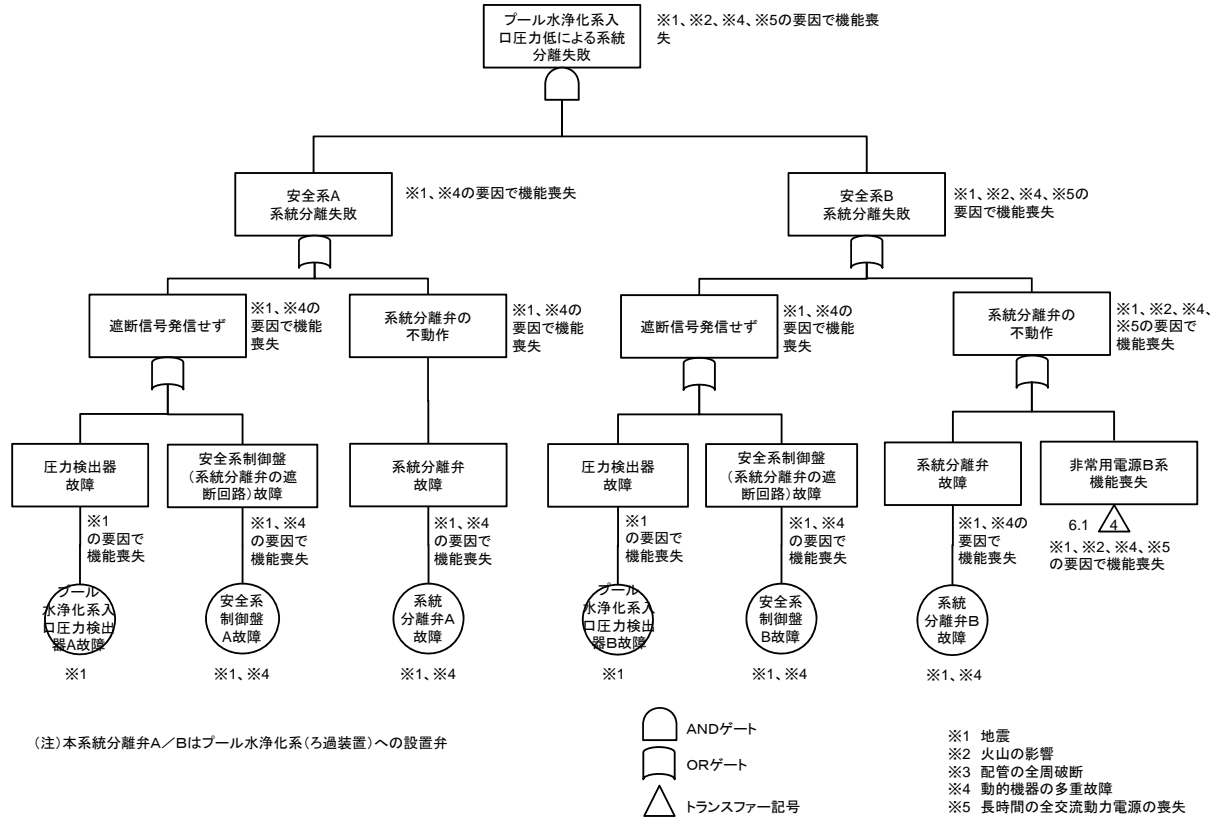 プール水浄化系入
口圧力低による系統
分離失敗
※1、※2、※4、※5の要因で機能喪
失
安全系A
系統分離失敗
※1、※4の要因で機能喪失
安全系B
系統分離失敗
※1、※2、※4、※5の
要因で機能喪失
遮断信号発信せず
※1、※4の
要因で機能
喪失
系統分離弁の
不動作
※1、※4の
要因で機能
喪失
遮断信号発信せず
※1、※4の
要因で機能
喪失
系統分離弁の
不動作
※1、※2、※4、
※5の要因で
機能喪失
圧力検出器
故障
安全系制御盤
(系統分離弁の遮
断回路)故障
系統分離弁
故障
圧力検出器
故障
安全系制御盤
(系統分離弁の遮
断回路)故障
系統分離弁
故障
非常用電源B系
機能喪失
※1
の要因で
機能喪失
※1、※4
の要因で
機能喪失
※1、※4
の要因で
機能喪失
※1
の要因で
機能喪失
※1、※4
の要因で
機能喪失
※1、※4の
要因で
機能喪失
6.1 4
※1、※2、※4、※5
の要因で機能喪失
プール
水浄化系入
口圧力検出
器A故障
安全系
制御盤
A故障
系統
分離弁A
故障
プール
水浄化系入
口圧力検出
器B故障
安全系
制御盤
B故障
系統
分離弁B
故障
※1
※1、※4
※1、※4
※1
※1、※4
※1、※4
(注)本系統分離弁A/Bはプール水浄化系(ろ過装置)への設置弁
ANDゲート
ORゲート
トランスファー記号
※1 地震
※2 火山の影響
※3 配管の全周破断
※4 動的機器の多重故障
※5 長時間の全交流動力電源の喪失